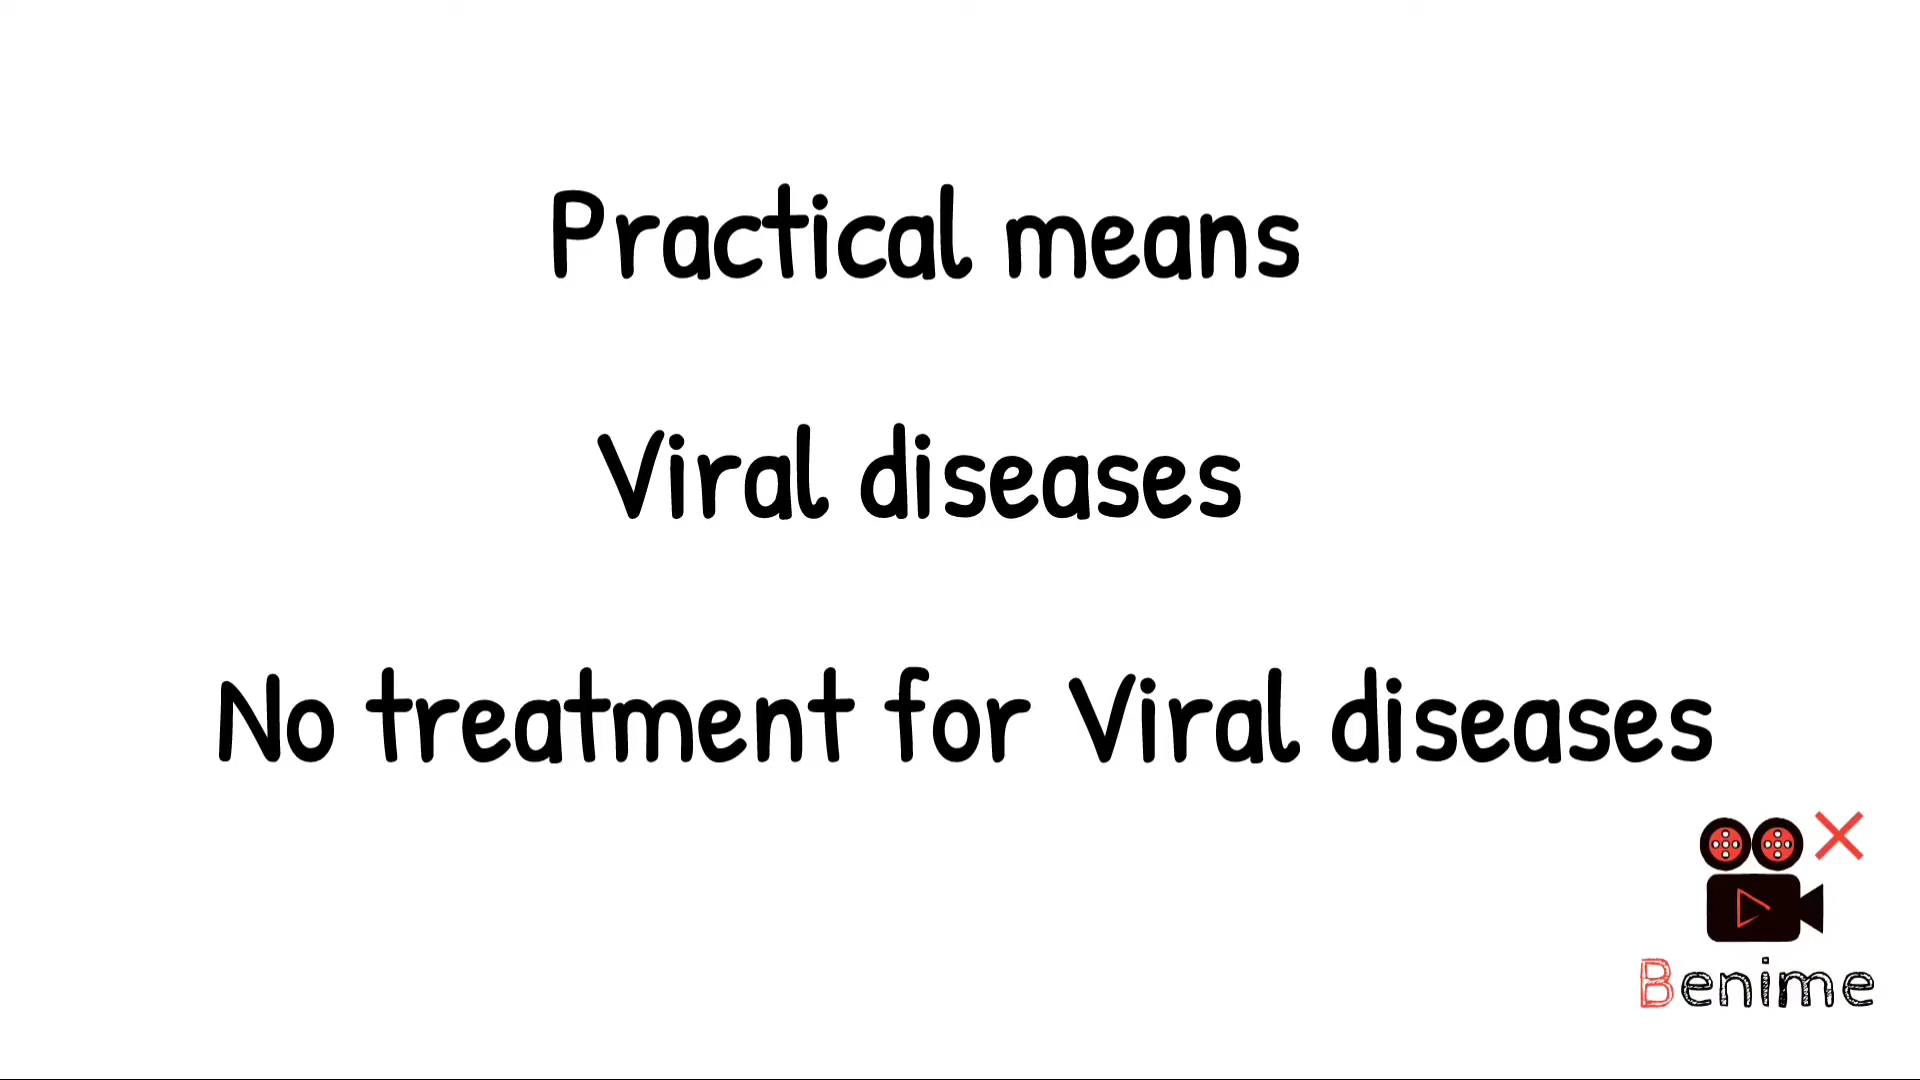 Practical means
Viral diseases
No treatment for Viral diseases
Benime